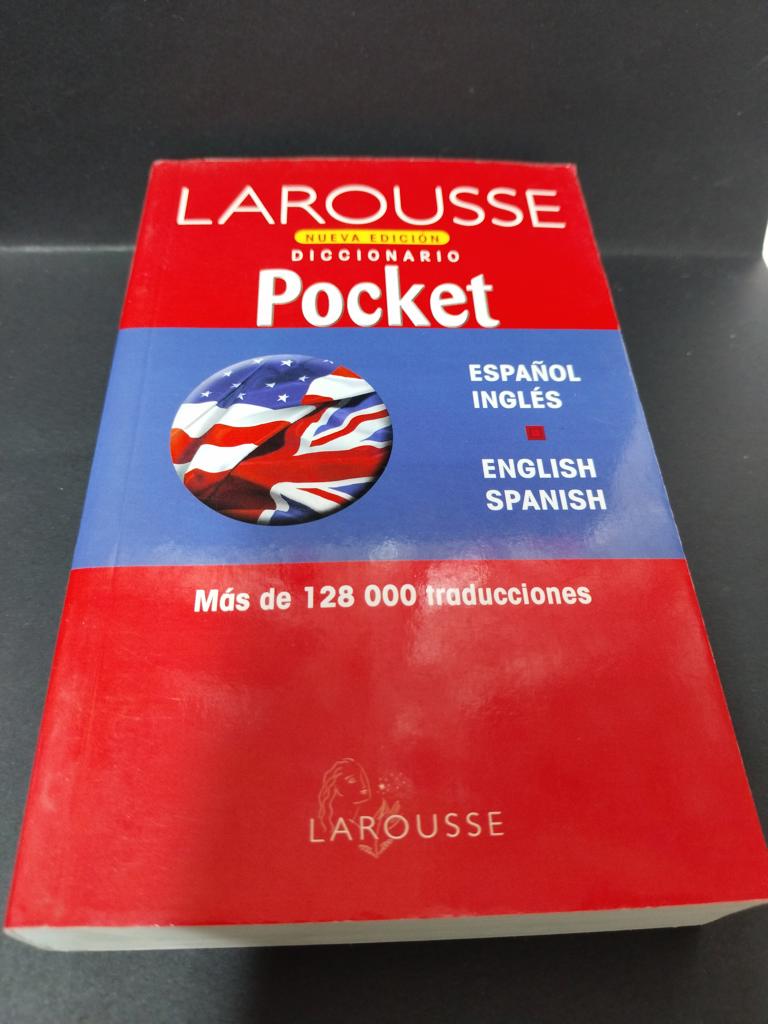 LAROUSSE
NUEVA EDICIÓN
DICCIONARIO
Pocket
ESPAÑOL
INGLÉS
ENGLISH
SPANISH
Más de 128 000 traducciones
LAROUSSE